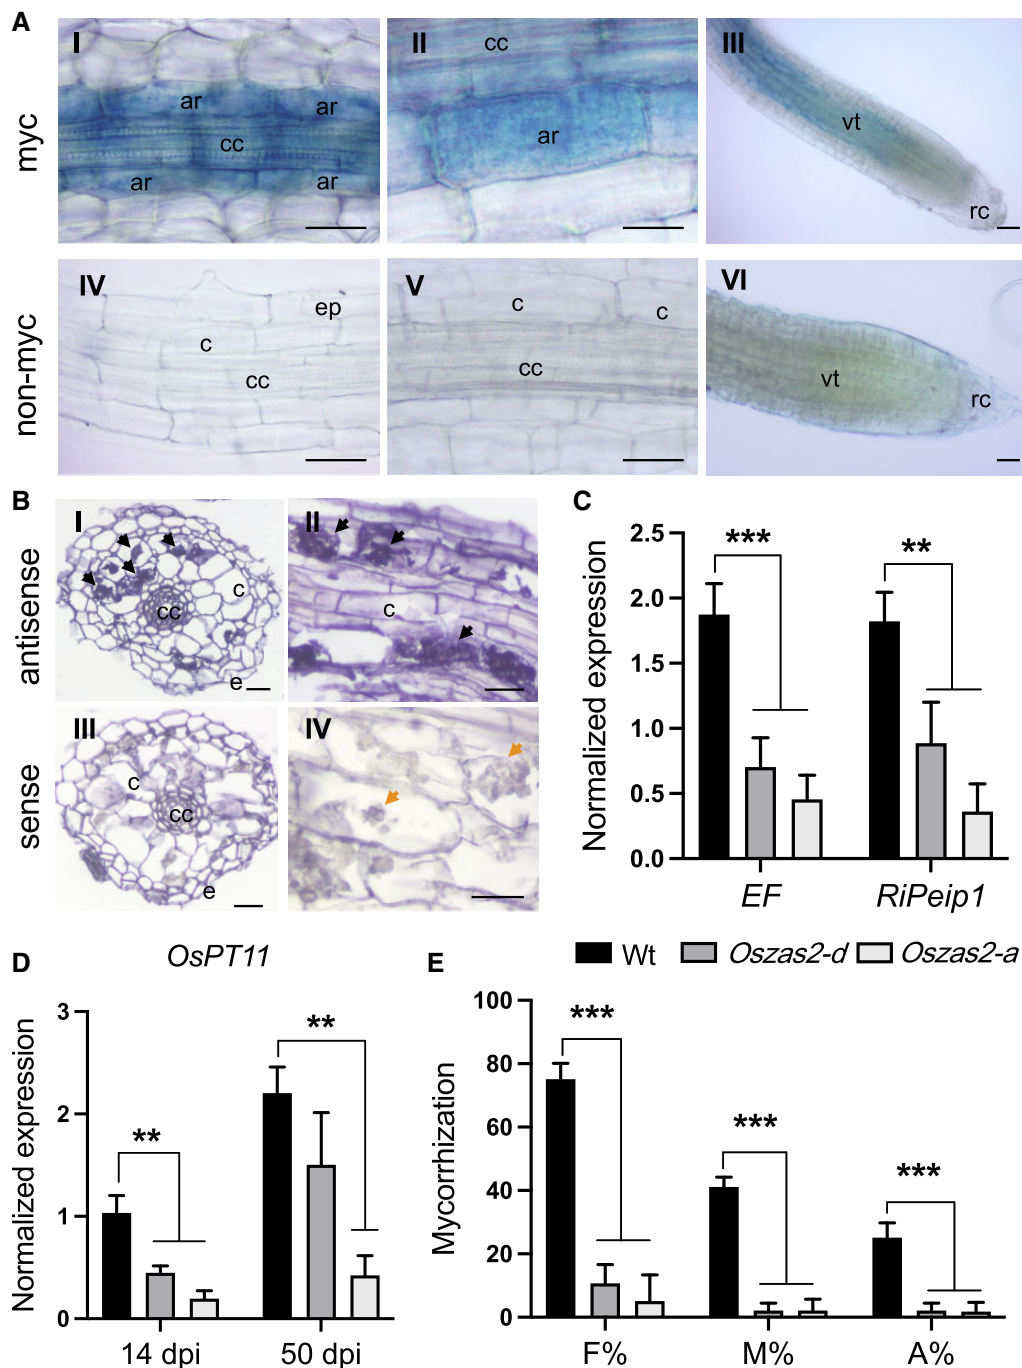 A
myc
I
ar
ar
cc
ar
ar
II
cc
ar
III
vt
rc
non-myc
IV
ep
c
cc
V
c
c
cc
VI
vt
rc
B
antisense
I
c
cc
e
II
c
sense
III
c
cc
e
IV
C
Normalized expression
2.5
2.0
1.5
1.0
0.5
0.0
***
**
EF
RiPeip1
Wt
Oszas2-d
Oszas2-a
D
OsPT11
Normalized expression
3
2
1
0
**
**
14 dpi
50 dpi
E
Mycorrhization
100
80
60
40
20
0
***
***
***
F%
M%
A%